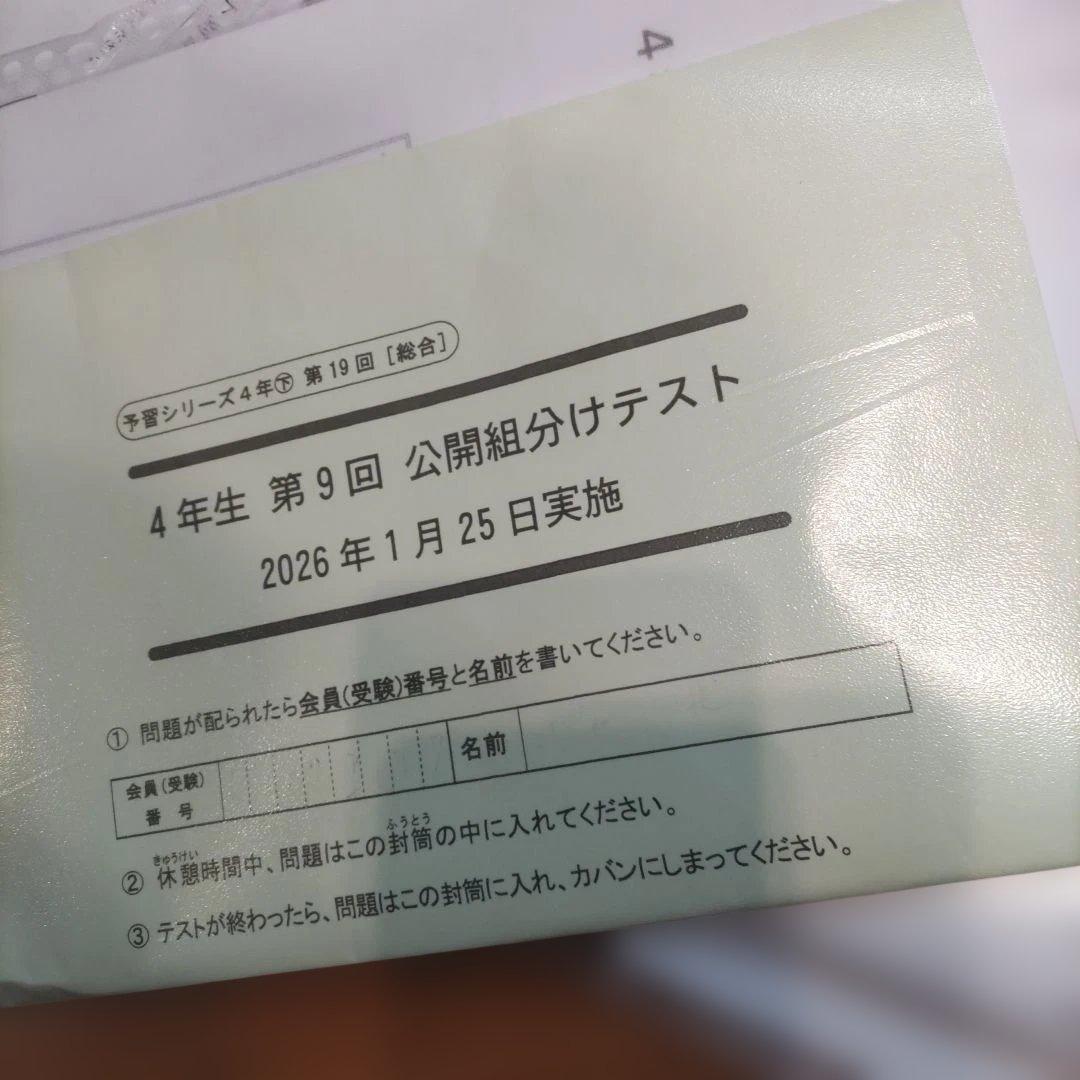 4
予習シリーズ4年㊦ 第19回 [総合]
4年生 第9回 公開組分けテスト
2026年1月25日実施
① 問題が配られたら会員(受験)番号と名前を書いてください。
会員(受験)番号 名前
② 休憩時間中、問題はこの封筒の中に入れてください。
きゅうけい ふうとう
③ テストが終わったら、問題はこの封筒に入れ、カバンにしまってください。